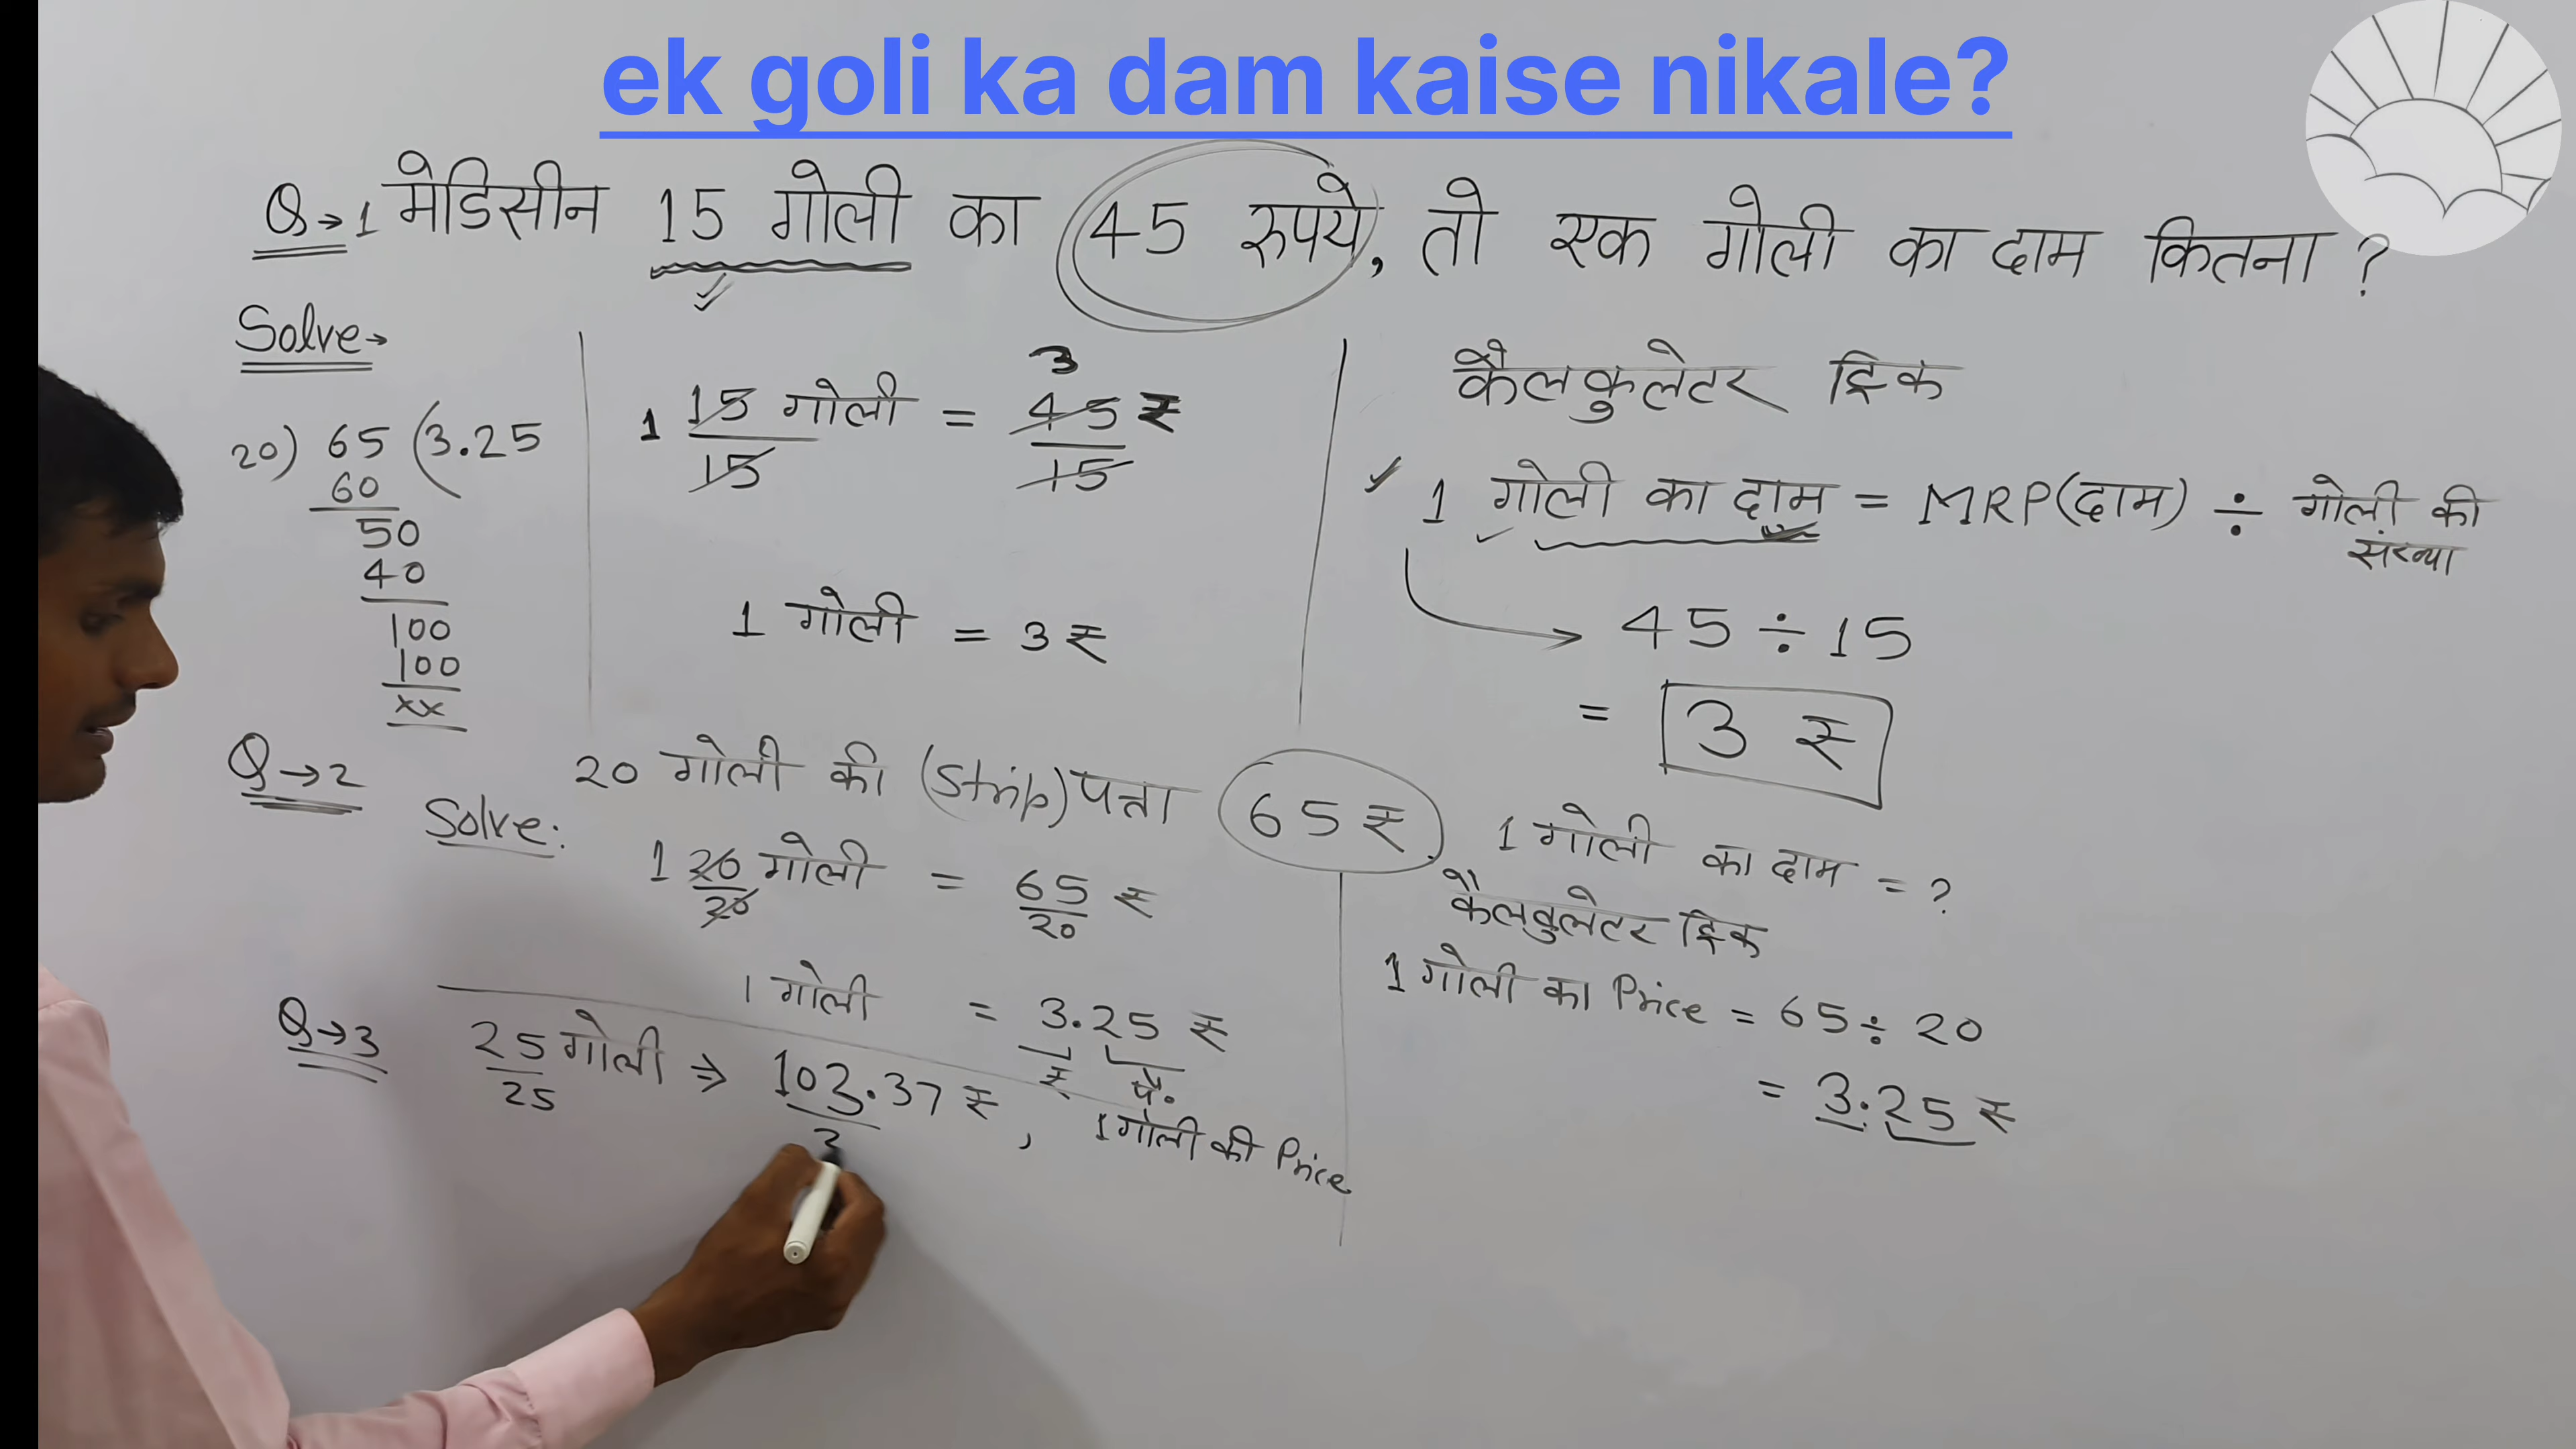 ek goli ka dam kaise nikale?
Q→1 मेडिसीन 15 गोली का 45 रुपये, तो एक गोली का दाम कितना ?
Solve→
20) 65 (3.25
60
50
40
100
100
xx
3
1 15 गोली = 45 ₹
15 15
1 गोली = 3 ₹
कैलकुलेटर ट्रिक
1 गोली का दाम = MRP(दाम) ÷ गोली की
संख्या
45 ÷ 15
= 3 ₹
Q→2 20 गोली की (Strip) पत्ता 65 ₹. 1 गोली का दाम = ?
Solve:
1 20 गोली = 65 ₹
20 20
1 गोली = 3.25 ₹
₹ पै.
कैलकुलेटर ट्रिक
1 गोली का Price = 65 ÷ 20
= 3.25 ₹
Q→3 25 गोली ⇒ 103.37 ₹, 1 गोली की Price
25 2